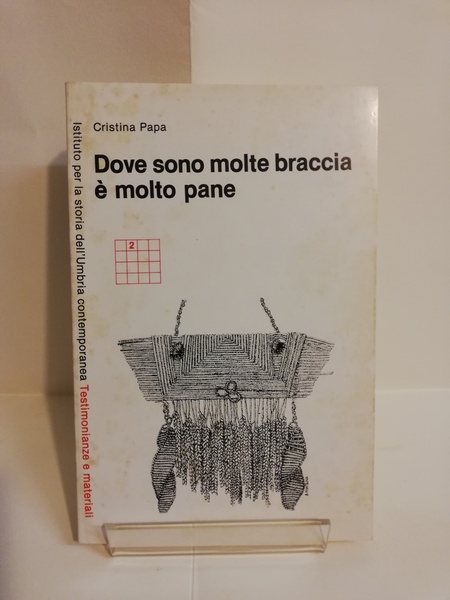 Cristina Papa
Dove sono molte braccia
è molto pane
2
Istituto per la storia dell'Umbria contemporanea Testimonianze e materiali